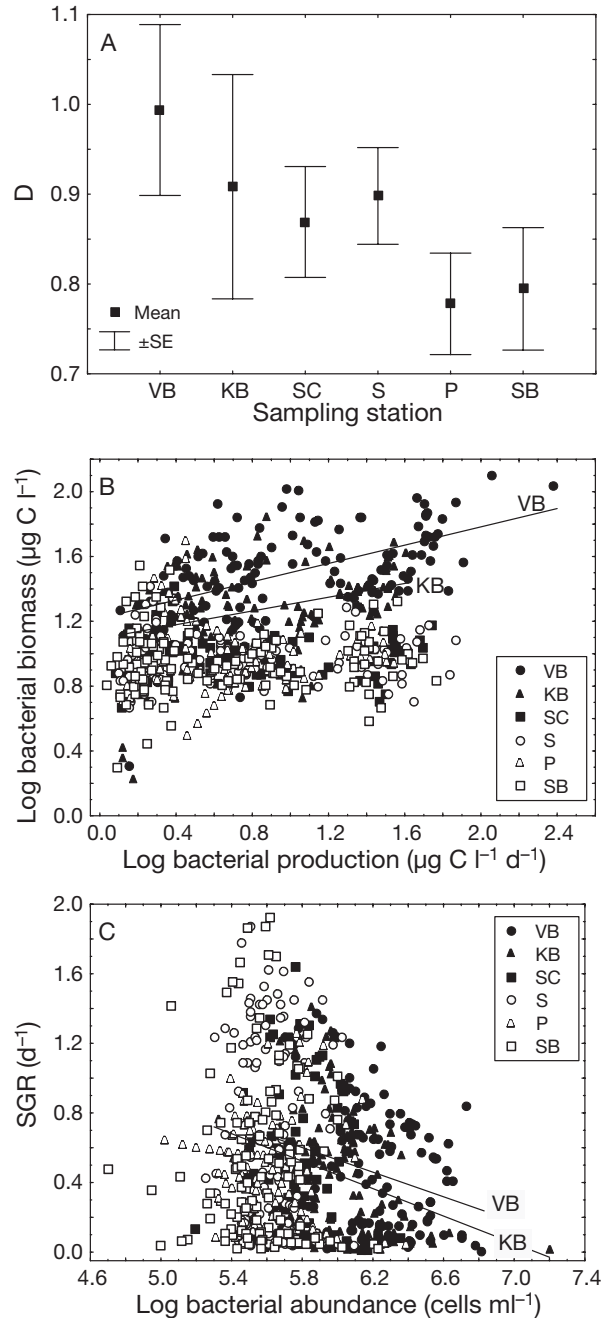 A
1.1
1.0
0.9
0.8
0.7
D
Mean
±SE
VB KB SC S P SB
Sampling station
B
2.0
1.6
1.2
0.8
0.4
0.0
Log bacterial biomass (µg C l⁻¹)
VB
KB
VB
KB
SC
S
P
SB
0.0 0.4 0.8 1.2 1.6 2.0 2.4
Log bacterial production (µg C l⁻¹ d⁻¹)
C
2.0
1.6
1.2
0.8
0.4
0.0
SGR (d⁻¹)
VB
KB
SC
S
P
SB
VB
KB
4.6 5.0 5.4 5.8 6.2 6.6 7.0 7.4
Log bacterial abundance (cells ml⁻¹)